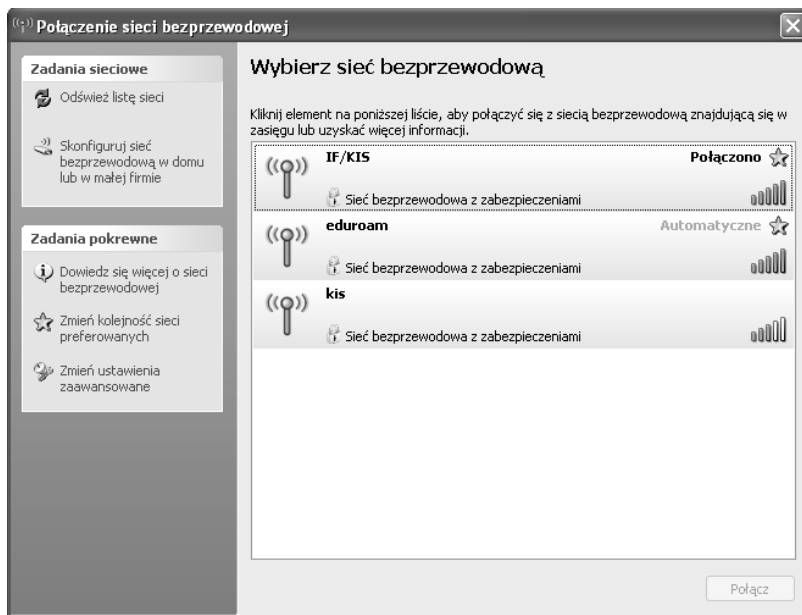 Połączenie sieci bezprzewodowej
Zadania sieciowe
Odśwież listę sieci
Skonfiguruj sieć
bezprzewodową w domu
lub w małej firmie
Zadania pokrewne
Dowiedz się więcej o sieci
bezprzewodowej
Zmień kolejność sieci
preferowanych
Zmień ustawienia
zaawansowane
Wybierz sieć bezprzewodową
Kliknij element na poniższej liście, aby połączyć się z siecią bezprzewodową znajdującą się w
zasięgu lub uzyskać więcej informacji.
IF/KIS Połączono
Sieć bezprzewodowa z zabezpieczeniami
eduroam Automatyczne
Sieć bezprzewodowa z zabezpieczeniami
kis
Sieć bezprzewodowa z zabezpieczeniami
Połącz